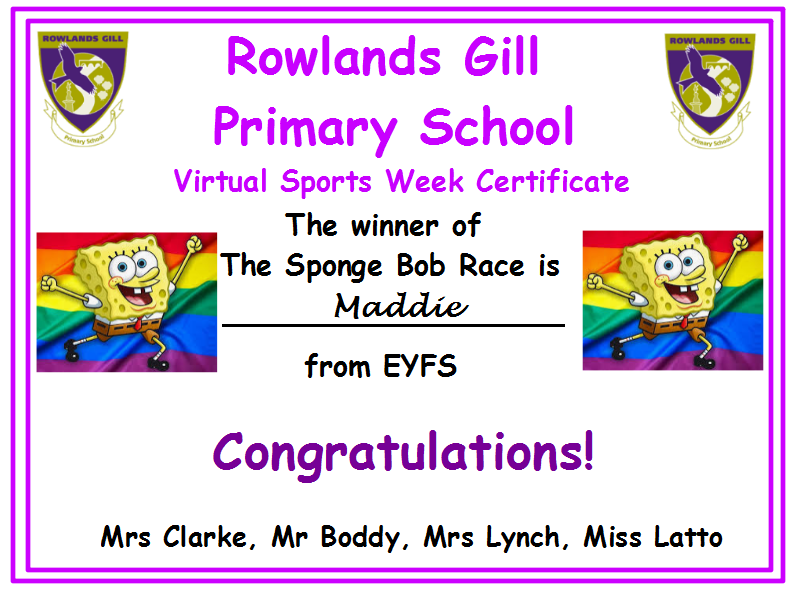 ROWLANDS GILL
Primary School
ROWLANDS GILL
Primary School
Rowlands Gill
Primary School
Virtual Sports Week Certificate
The winner of
The Sponge Bob Race is
Maddie
from EYFS
Congratulations!
Mrs Clarke, Mr Boddy, Mrs Lynch, Miss Latto